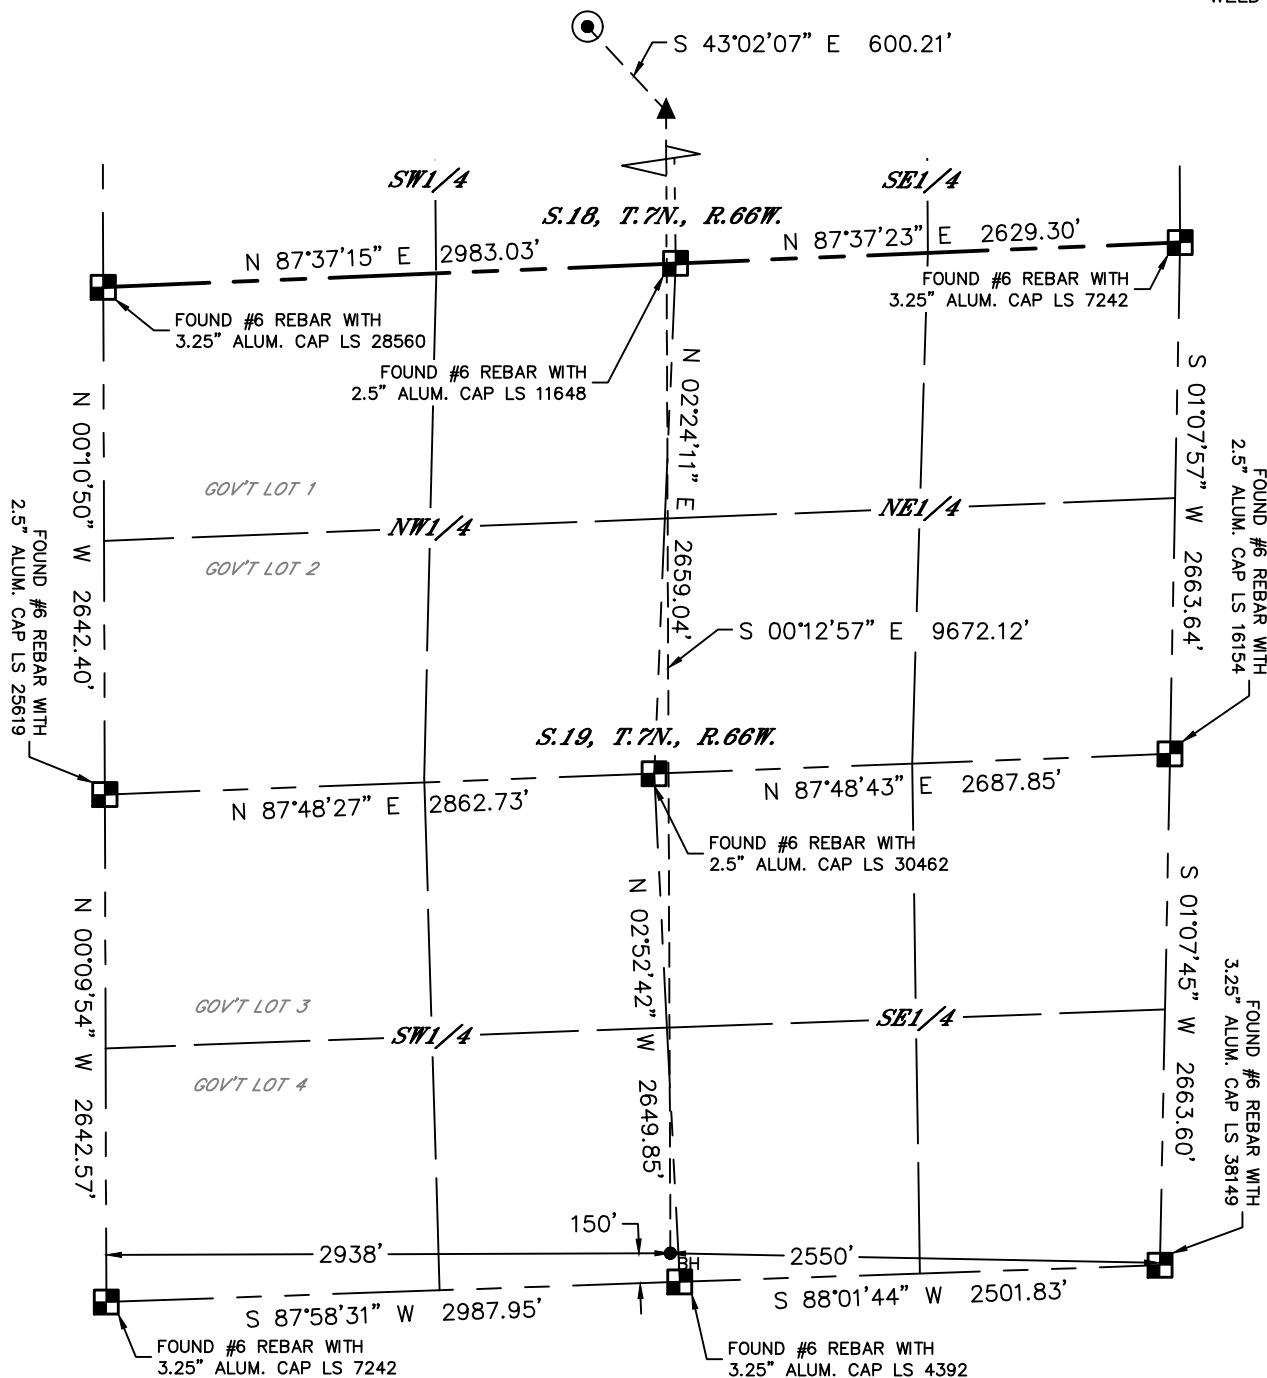 S 43°02'07" E 600.21'
SW1/4
SE1/4
S.18, T.7N., R.66W.
N 87°37'15" E 2983.03'
N 87°37'23" E 2629.30'
FOUND #6 REBAR WITH
3.25" ALUM. CAP LS 28560
FOUND #6 REBAR WITH
2.5" ALUM. CAP LS 11648
FOUND #6 REBAR WITH
3.25" ALUM. CAP LS 7242
N 00°10'50" W 2642.40'
N 02°24'11" E 2659.04'
S 01°07'57" W 2663.64'
FOUND #6 REBAR WITH
2.5" ALUM. CAP LS 16154
GOV'T LOT 1
NW1/4
NE1/4
GOV'T LOT 2
FOUND #6 REBAR WITH
2.5" ALUM. CAP LS 25619
S 00°12'57" E 9672.12'
S.19, T.7N., R.66W.
N 87°48'27" E 2862.73'
N 87°48'43" E 2687.85'
FOUND #6 REBAR WITH
2.5" ALUM. CAP LS 30462
N 00°09'54" W 2642.57'
N 02°52'42" W 2649.85'
S 01°07'45" W 2663.60'
FOUND #6 REBAR WITH
3.25" ALUM. CAP LS 38149
GOV'T LOT 3
SW1/4
SE1/4
GOV'T LOT 4
150'
2938'
BH
2550'
S 87°58'31" W 2987.95'
S 88°01'44" W 2501.83'
FOUND #6 REBAR WITH
3.25" ALUM. CAP LS 7242
FOUND #6 REBAR WITH
3.25" ALUM. CAP LS 4392